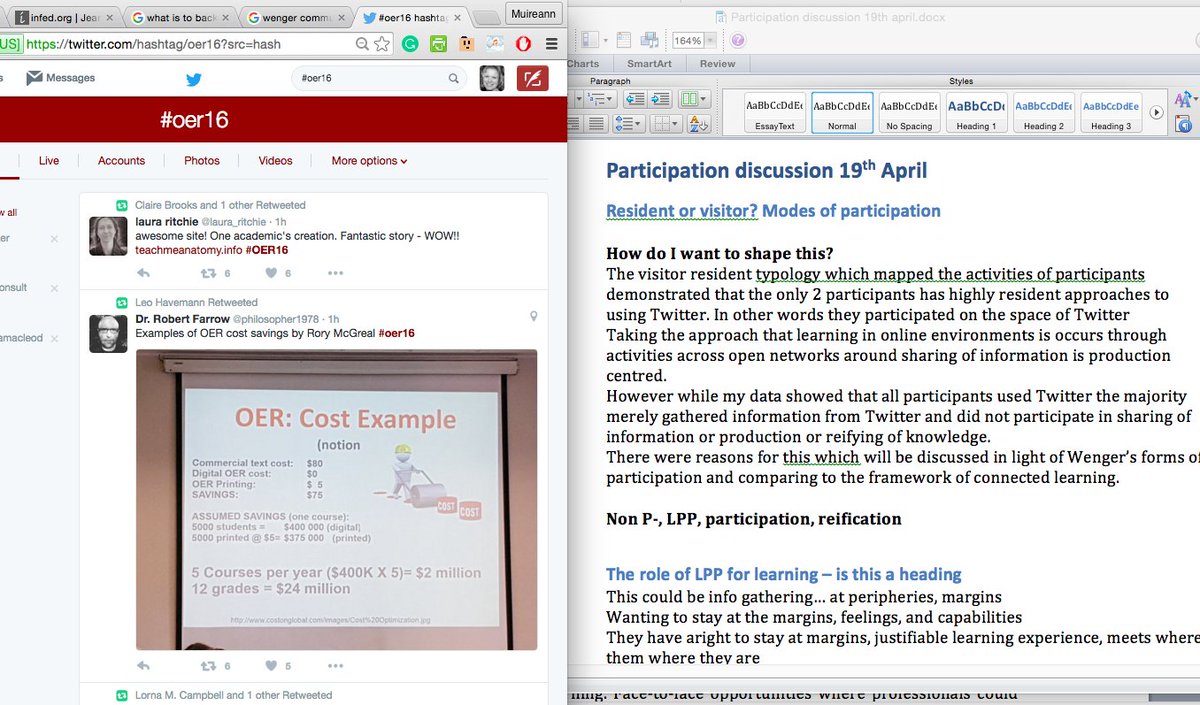 infed.org | Jear
what is to back
wenger comm
#oer16 hashtag
Muireann
US] https://twitter.com/hashtag/oer16?src=hash
Messages
#oer16
#oer16
Live
Accounts
Photos
Videos
More options
w all
er
onsult
amacleod
Claire Brooks and 1 other Retweeted
laura ritchie @laura_ritchie · 1h
awesome site! One academic's creation. Fantastic story - WOW!!
teachmeanatomy.info #OER16
6
6
Leo Havemann Retweeted
Dr. Robert Farrow @philosopher1978 · 1h
Examples of OER cost savings by Rory McGreal #oer16
OER: Cost Example
(notion
Commercial text cost: $80
Digital OER cost: $0
OER Printing: $ 5
SAVINGS: $75
COST
COST
ASSUMED SAVINGS (one course):
5000 students = $400 000 (digital)
5000 printed @ $5= $375 000 (printed)
5 Courses per year ($400K X 5)= $2 million
12 grades = $24 million
http://www.costonglobal.com/images/Cost%20Optimization.jpg
6
5
Lorna M. Campbell and 1 other Retweeted
Participation discussion 19th april.docx
164%
Charts
SmartArt
Review
Paragraph
Styles
AaBbCcDdEe
AaBbCcDdEe
AaBbCcDdEe
AaBbCcDc
AaBbCcDdEe
AaBbCcDdEe
EssayText
Normal
No Spacing
Heading 1
Heading 2
Heading 3
Participation discussion 19th April
Resident or visitor? Modes of participation
How do I want to shape this?
The visitor resident typology which mapped the activities of participants
demonstrated that the only 2 participants has highly resident approaches to
using Twitter. In other words they participated on the space of Twitter
Taking the approach that learning in online environments is occurs through
activities across open networks around sharing of information is production
centred.
However while my data showed that all participants used Twitter the majority
merely gathered information from Twitter and did not participate in sharing of
information or production or reifying of knowledge.
There were reasons for this which will be discussed in light of Wenger's forms of
participation and comparing to the framework of connected learning.
Non P-, LPP, participation, reification
The role of LPP for learning – is this a heading
This could be info gathering... at peripheries, margins
Wanting to stay at the margins, feelings, and capabilities
They have aright to stay at margins, justifiable learning experience, meets where
them where they are
ning. Face-to-face opportunities where professionals could